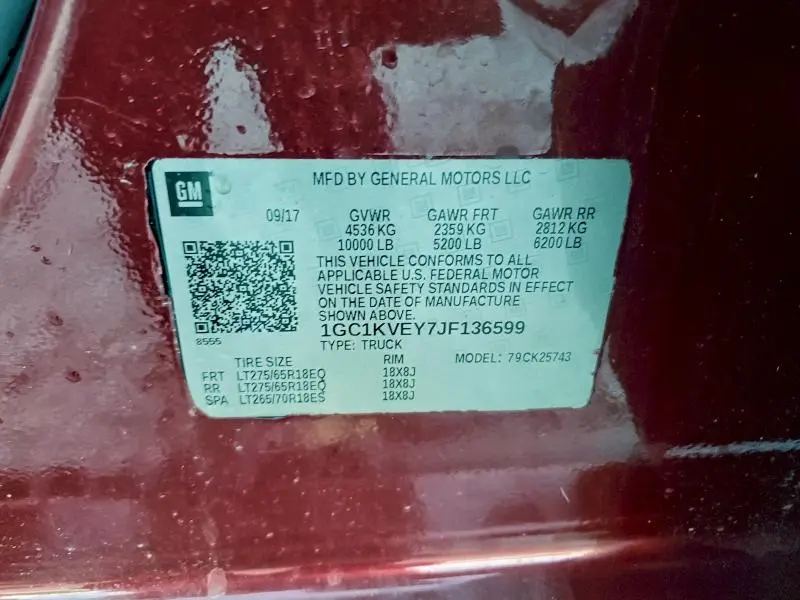 GM
MFD BY GENERAL MOTORS LLC
09/17 GVWR GAWR FRT GAWR RR
4536 KG 2359 KG 2812 KG
10000 LB 5200 LB 6200 LB
THIS VEHICLE CONFORMS TO ALL
APPLICABLE U.S. FEDERAL MOTOR
VEHICLE SAFETY STANDARDS IN EFFECT
ON THE DATE OF MANUFACTURE
SHOWN ABOVE.
8555 1GC1KVEY7JF136599
TYPE: TRUCK
TIRE SIZE RIM MODEL: 79CK25743
FRT LT275/65R18EQ 18X8J
RR LT275/65R18EQ 18X8J
SPA LT265/70R18ES 18X8J